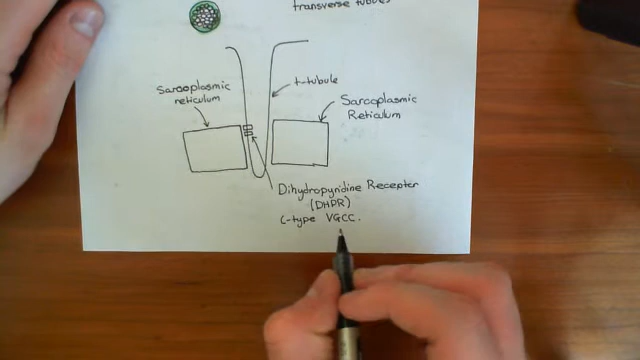 transverse tubules
t-tubule
Sarcoplasmic
reticulum
Sarcoplasmic
Reticulum
Dihydropyridine Receptor
(DHPR)
L-type VGCC.